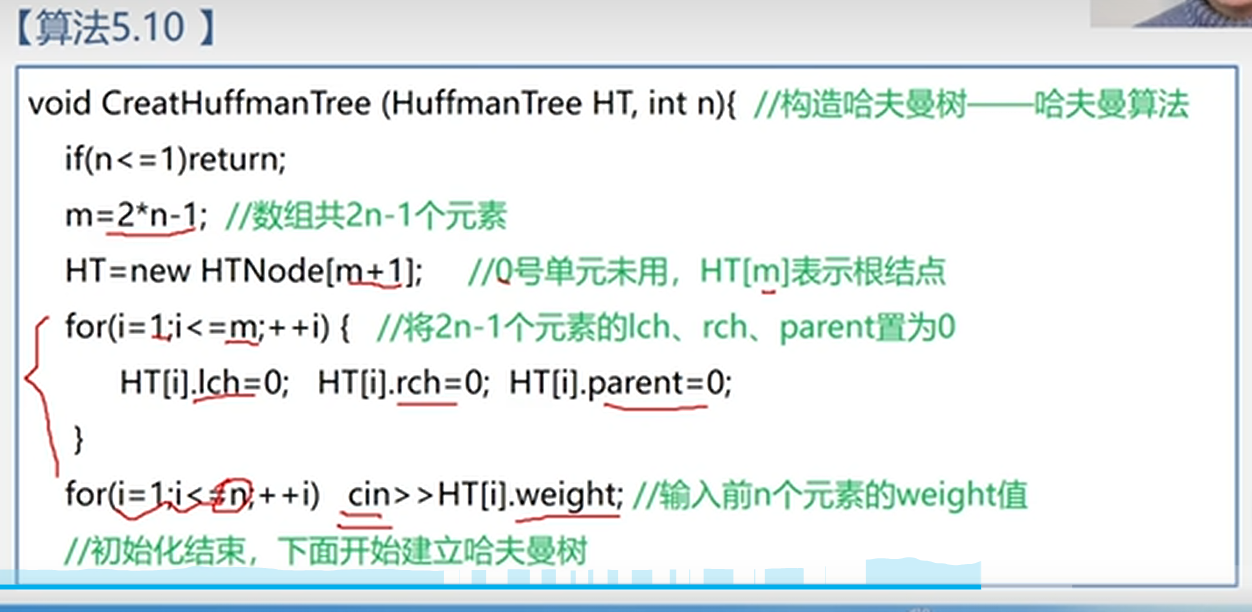 【算法5.10 】
void CreatHuffmanTree (HuffmanTree HT, int n){ //构造哈夫曼树——哈夫曼算法
if(n<=1)return;
m=2*n-1; //数组共2n-1个元素
HT=new HTNode[m+1]; //0号单元未用，HT[m]表示根结点
for(i=1;i<=m;++i) { //将2n-1个元素的lch、rch、parent置为0
HT[i].lch=0; HT[i].rch=0; HT[i].parent=0;
}
for(i=1;i<=n;++i) cin>>HT[i].weight; //输入前n个元素的weight值
//初始化结束，下面开始建立哈夫曼树